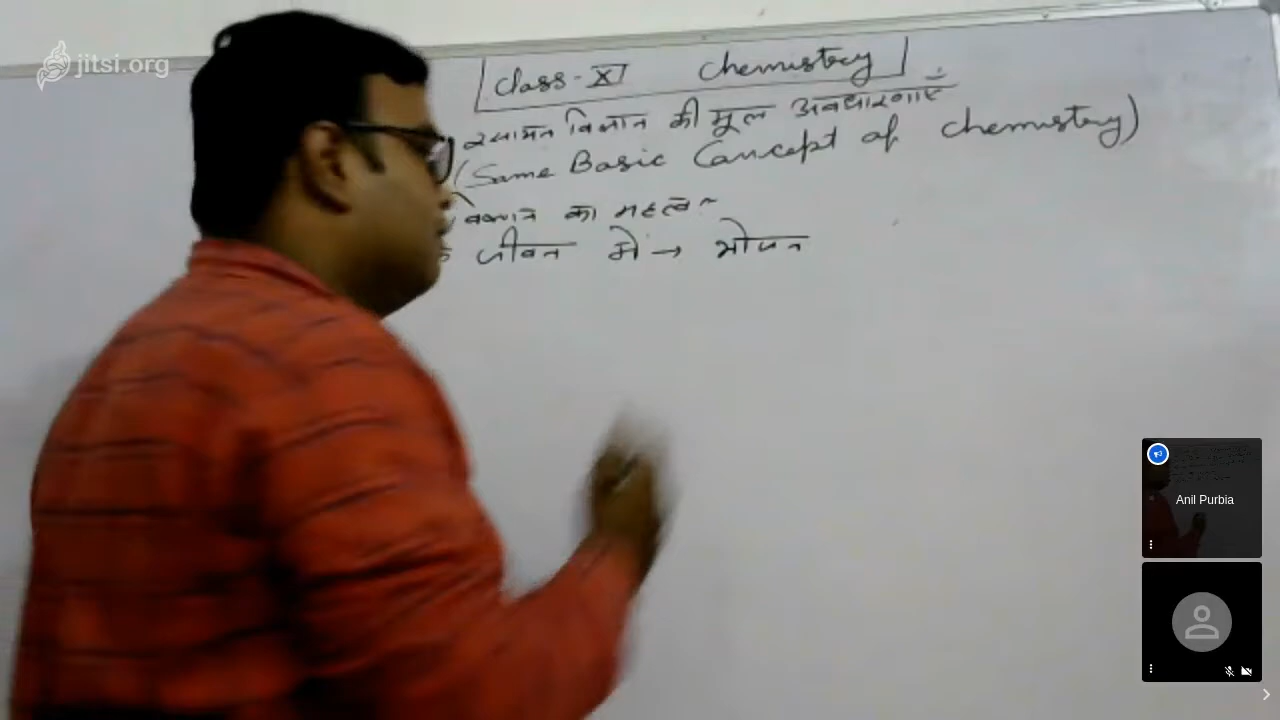 jitsi.org
Class-XI Chemistry
रसायन विज्ञान की मूल अवधारणाएँ
(Some Basic Concept of Chemistry)
विज्ञान का महत्व ~
के जीवन में → भोजन
Anil Purbia